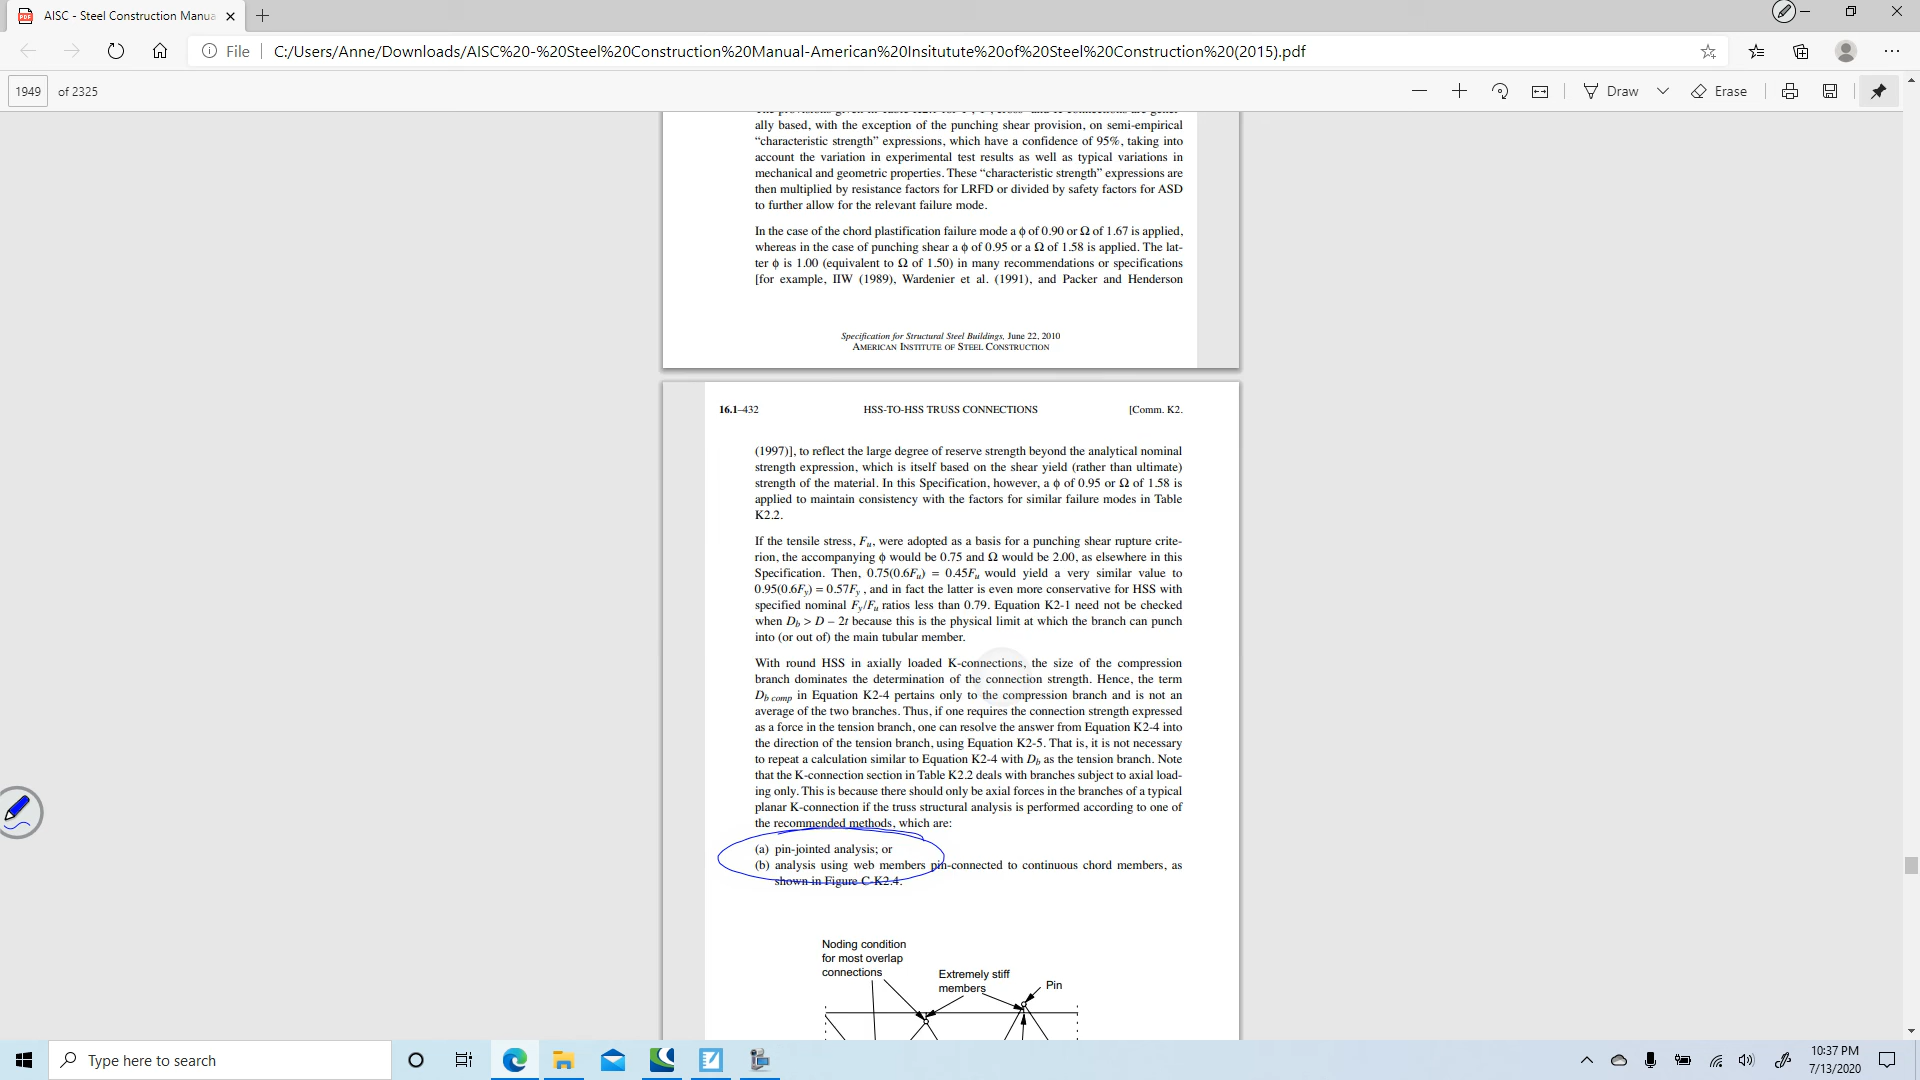 AISC - Steel Construction Manua
File
C:/Users/Anne/Downloads/AISC%20-%20Steel%20Construction%20Manual-American%20Insitutute%20of%20Steel%20Construction%20(2015).pdf
1949 of 2325
Draw
Erase
ally based, with the exception of the punching shear provision, on semi-empirical
“characteristic strength” expressions, which have a confidence of 95%, taking into
account the variation in experimental test results as well as typical variations in
mechanical and geometric properties. These “characteristic strength” expressions are
then multiplied by resistance factors for LRFD or divided by safety factors for ASD
to further allow for the relevant failure mode.
In the case of the chord plastification failure mode a ϕ of 0.90 or Ω of 1.67 is applied,
whereas in the case of punching shear a ϕ of 0.95 or a Ω of 1.58 is applied. The lat-
ter ϕ is 1.00 (equivalent to Ω of 1.50) in many recommendations or specifications
[for example, IIW (1989), Wardenier et al. (1991), and Packer and Henderson
Specification for Structural Steel Buildings, June 22, 2010
AMERICAN INSTITUTE OF STEEL CONSTRUCTION
16.1–432
HSS-TO-HSS TRUSS CONNECTIONS
[Comm. K2.
(1997)], to reflect the large degree of reserve strength beyond the analytical nominal
strength expression, which is itself based on the shear yield (rather than ultimate)
strength of the material. In this Specification, however, a ϕ of 0.95 or Ω of 1.58 is
applied to maintain consistency with the factors for similar failure modes in Table
K2.2.
If the tensile stress, Fu, were adopted as a basis for a punching shear rupture crite-
rion, the accompanying ϕ would be 0.75 and Ω would be 2.00, as elsewhere in this
Specification. Then, 0.75(0.6Fu) = 0.45Fu would yield a very similar value to
0.95(0.6Fy) = 0.57Fy , and in fact the latter is even more conservative for HSS with
specified nominal Fy/Fu ratios less than 0.79. Equation K2-1 need not be checked
when Db > D – 2t because this is the physical limit at which the branch can punch
into (or out of) the main tubular member.
With round HSS in axially loaded K-connections, the size of the compression
branch dominates the determination of the connection strength. Hence, the term
Db comp in Equation K2-4 pertains only to the compression branch and is not an
average of the two branches. Thus, if one requires the connection strength expressed
as a force in the tension branch, one can resolve the answer from Equation K2-4 into
the direction of the tension branch, using Equation K2-5. That is, it is not necessary
to repeat a calculation similar to Equation K2-4 with Db as the tension branch. Note
that the K-connection section in Table K2.2 deals with branches subject to axial load-
ing only. This is because there should only be axial forces in the branches of a typical
planar K-connection if the truss structural analysis is performed according to one of
the recommended methods, which are:
(a) pin-jointed analysis; or
(b) analysis using web members pin-connected to continuous chord members, as
shown in Figure C-K2.4.
Noding condition
for most overlap
connections
Extremely stiff
members
Pin
Type here to search
10:37 PM
7/13/2020